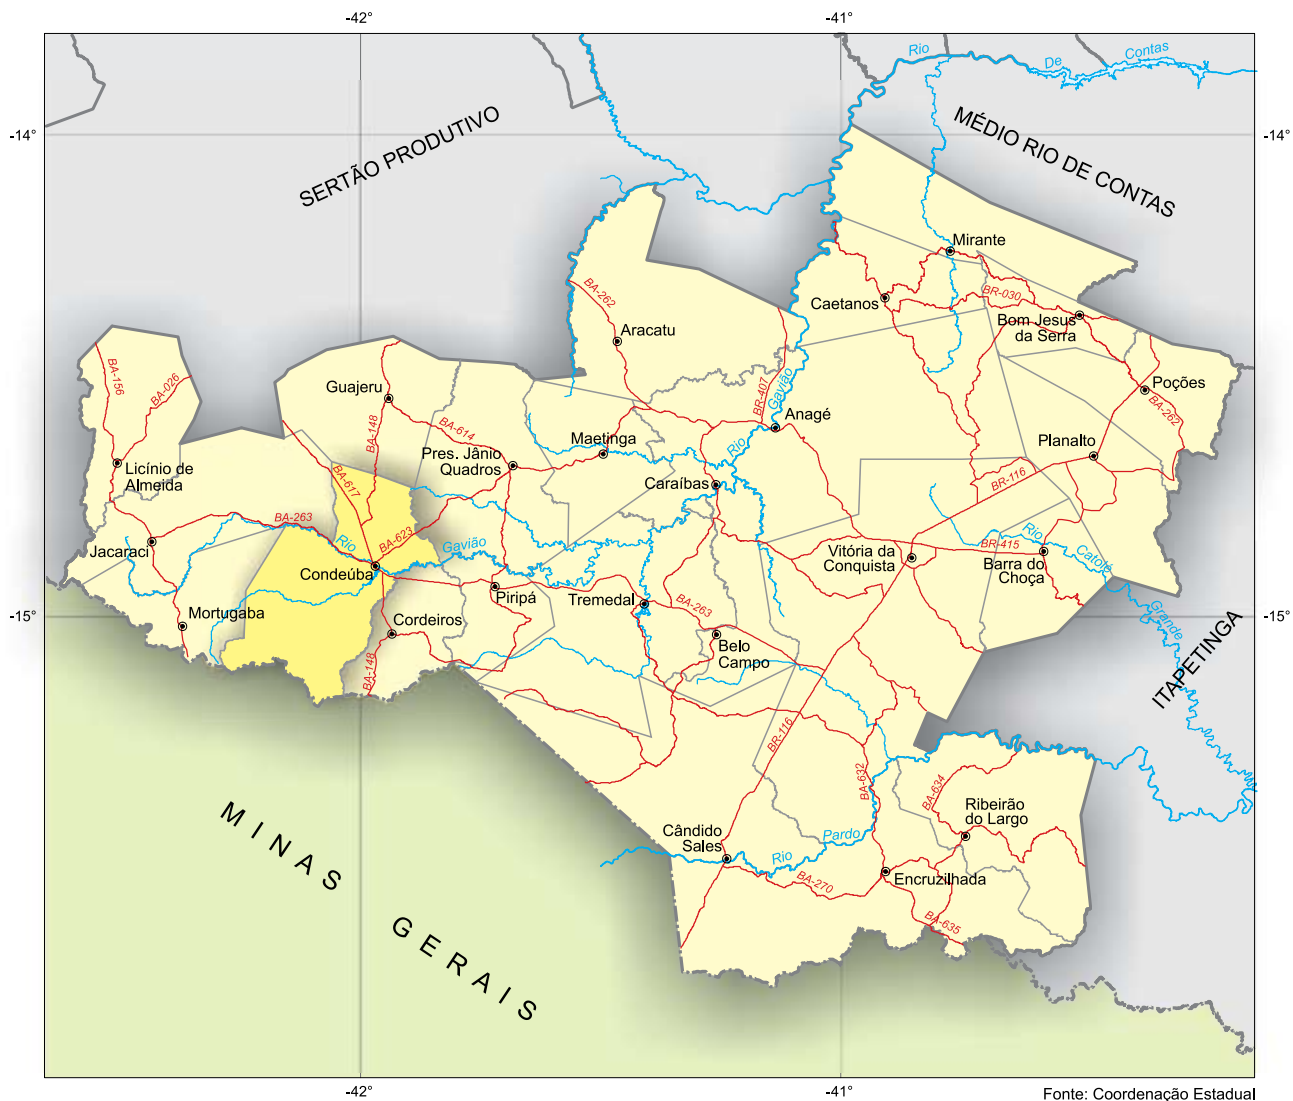 -42°
-41°
Rio
De
Contas
-14°
-14°
SERTÃO PRODUTIVO
MÉDIO RIO DE CONTAS
Mirante
BA-262
BR-030
Caetanos
Bom Jesus
da Serra
Aracatu
BA-156
BA-026
Guajeru
BR-407
Gavião
Poções
BA-262
BA-148
BA-614
Anagé
Maetinga
Rio
Planalto
Pres. Jânio
Quadros
Licínio de
Almeida
BA-617
Caraíbas
BR-116
BA-263
Rio
BA-623
Gavião
Jacaraci
Condeúba
Vitória da
Conquista
BR-415
Rio
Catolé
Barra do
Choça
Grande
Piripá
Tremedal
BA-263
Mortugaba
Cordeiros
-15°
-15°
Belo
Campo
BA-148
ITAPETINGA
BR-116
BA-632
BA-634
Ribeirão
do Largo
Cândido
Sales
Pardo
Rio
BA-270
Encruzilhada
BA-635
MINAS GERAIS
-42°
-41°
Fonte: Coordenação Estadual